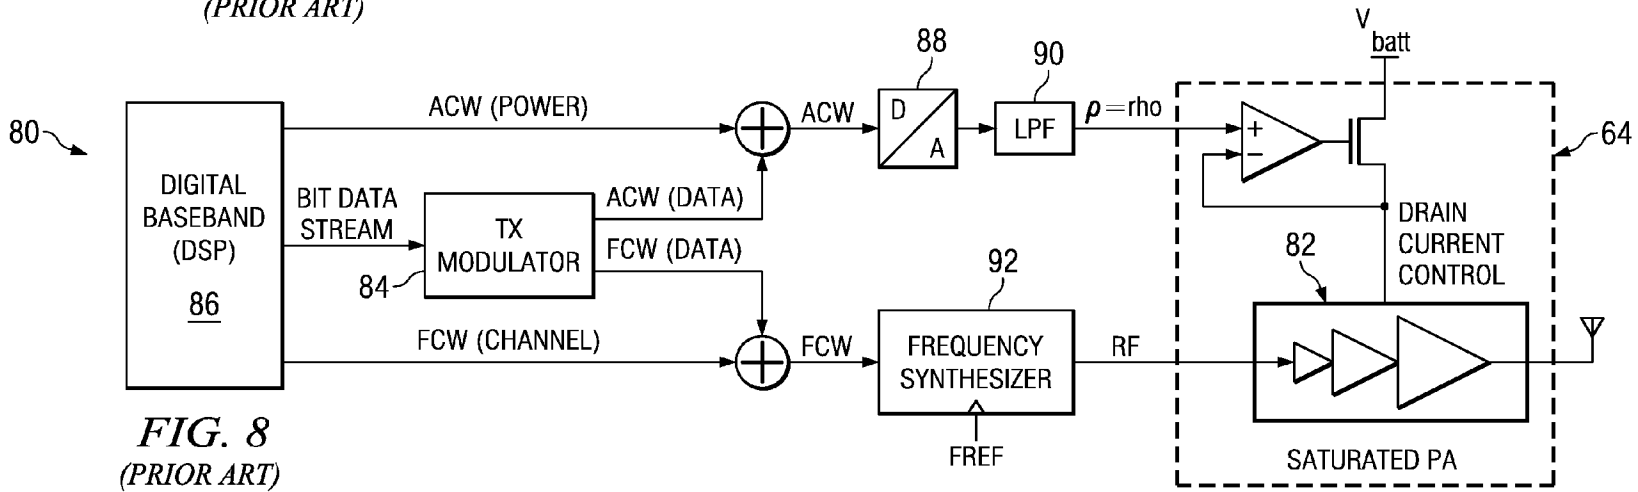 (PRIOR ART)
80
DIGITAL
BASEBAND
(DSP)
86
ACW (POWER)
BIT DATA
STREAM
TX
MODULATOR
84
ACW (DATA)
FCW (DATA)
FCW (CHANNEL)
ACW
FCW
88
D
A
90
LPF
ρ=rho
92
FREQUENCY
SYNTHESIZER
FREF
RF
V
batt
+
−
64
DRAIN
CURRENT
CONTROL
82
SATURATED PA
FIG. 8
(PRIOR ART)